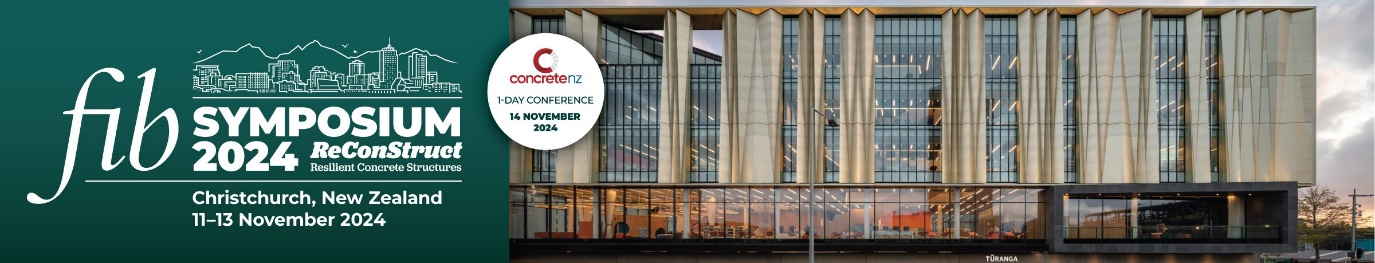 fib
SYMPOSIUM
2024 ReConStruct
Resilient Concrete Structures
Christchurch, New Zealand
11–13 November 2024
concretenz
1-DAY CONFERENCE
14 NOVEMBER
2024
TŪRANGA